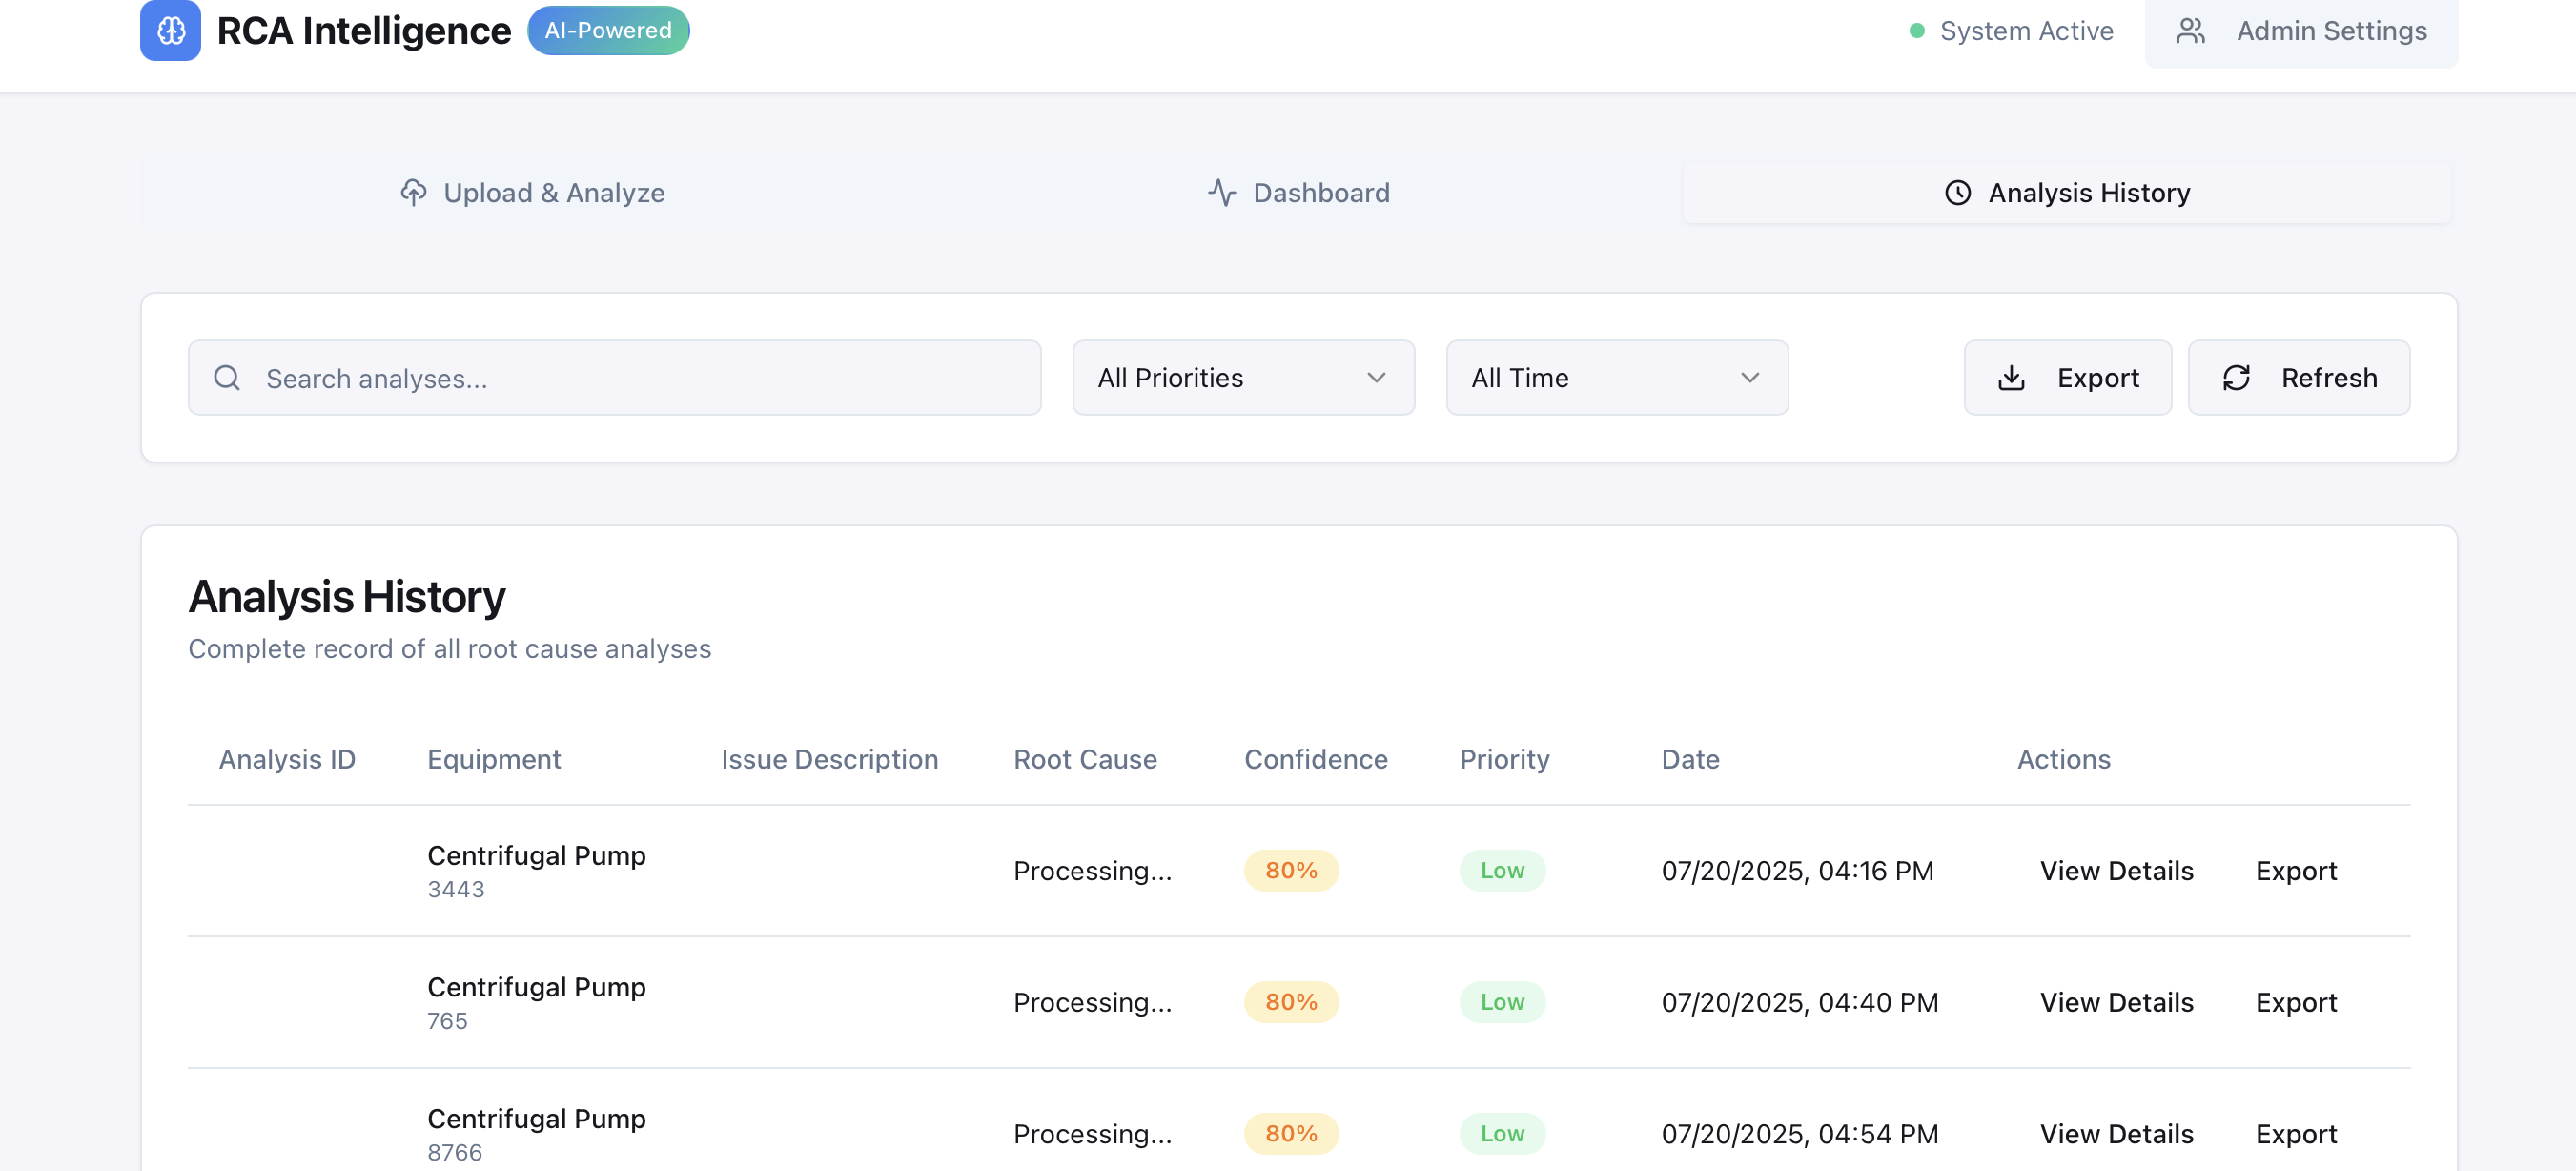 RCA Intelligence AI-Powered System Active Admin Settings
Upload & Analyze Dashboard Analysis History
Search analyses... All Priorities All Time Export Refresh
Analysis History
Complete record of all root cause analyses
Analysis ID Equipment Issue Description Root Cause Confidence Priority Date Actions
Centrifugal Pump
3443
Processing... 80% Low 07/20/2025, 04:16 PM View Details Export
Centrifugal Pump
765
Processing... 80% Low 07/20/2025, 04:40 PM View Details Export
Centrifugal Pump
8766
Processing... 80% Low 07/20/2025, 04:54 PM View Details Export